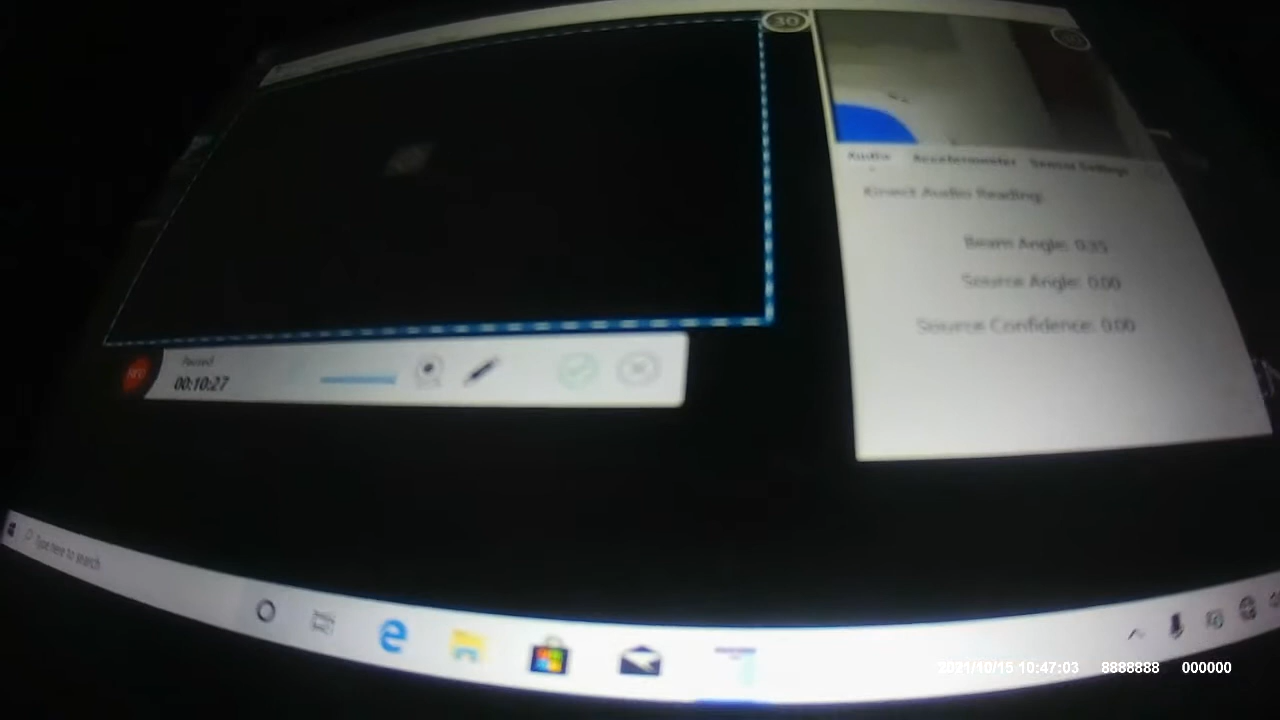 30
Audio Accelerometer Sensor Settings
Kinect Audio Reading:
Beam Angle: 0.35
Source Angle: 0.00
Source Confidence: 0.00
REC
Paused
00:10:27
Type here to search
2021/10/15 10:47:03 8888888 000000